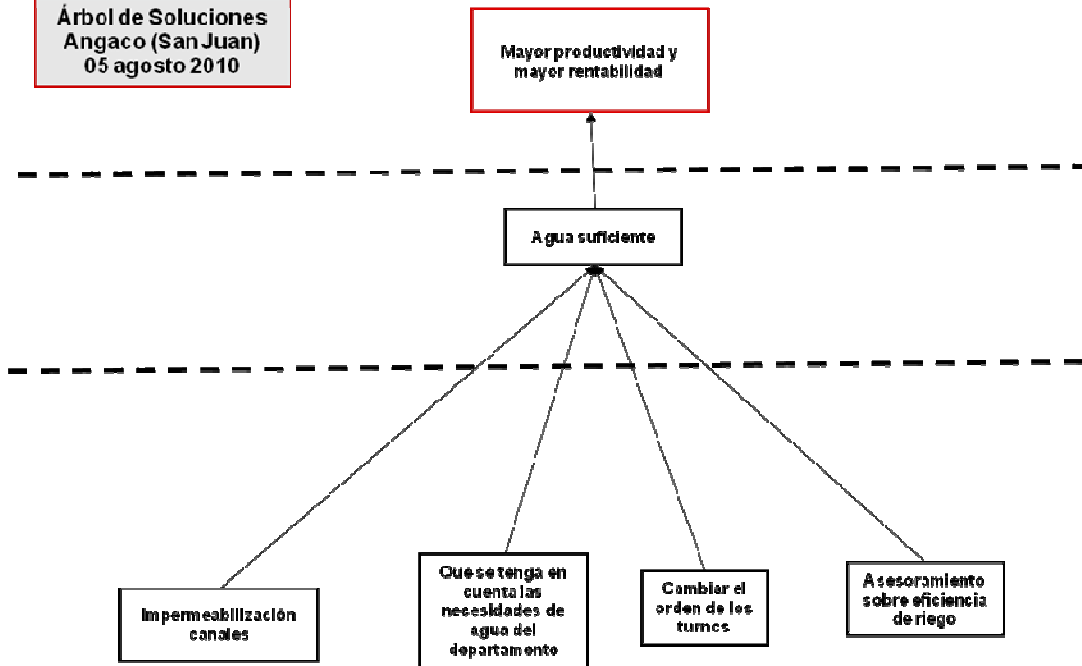 Árbol de Soluciones
Angaco (San Juan)
05 agosto 2010
Mayor productividad y
mayor rentabilidad
Agua suficiente
Impermeabilización
canales
Que se tenga en
cuenta las
necesidades de
agua del
departamento
Cambiar el
orden de los
turnos
Asesoramiento
sobre eficiencia
de riego